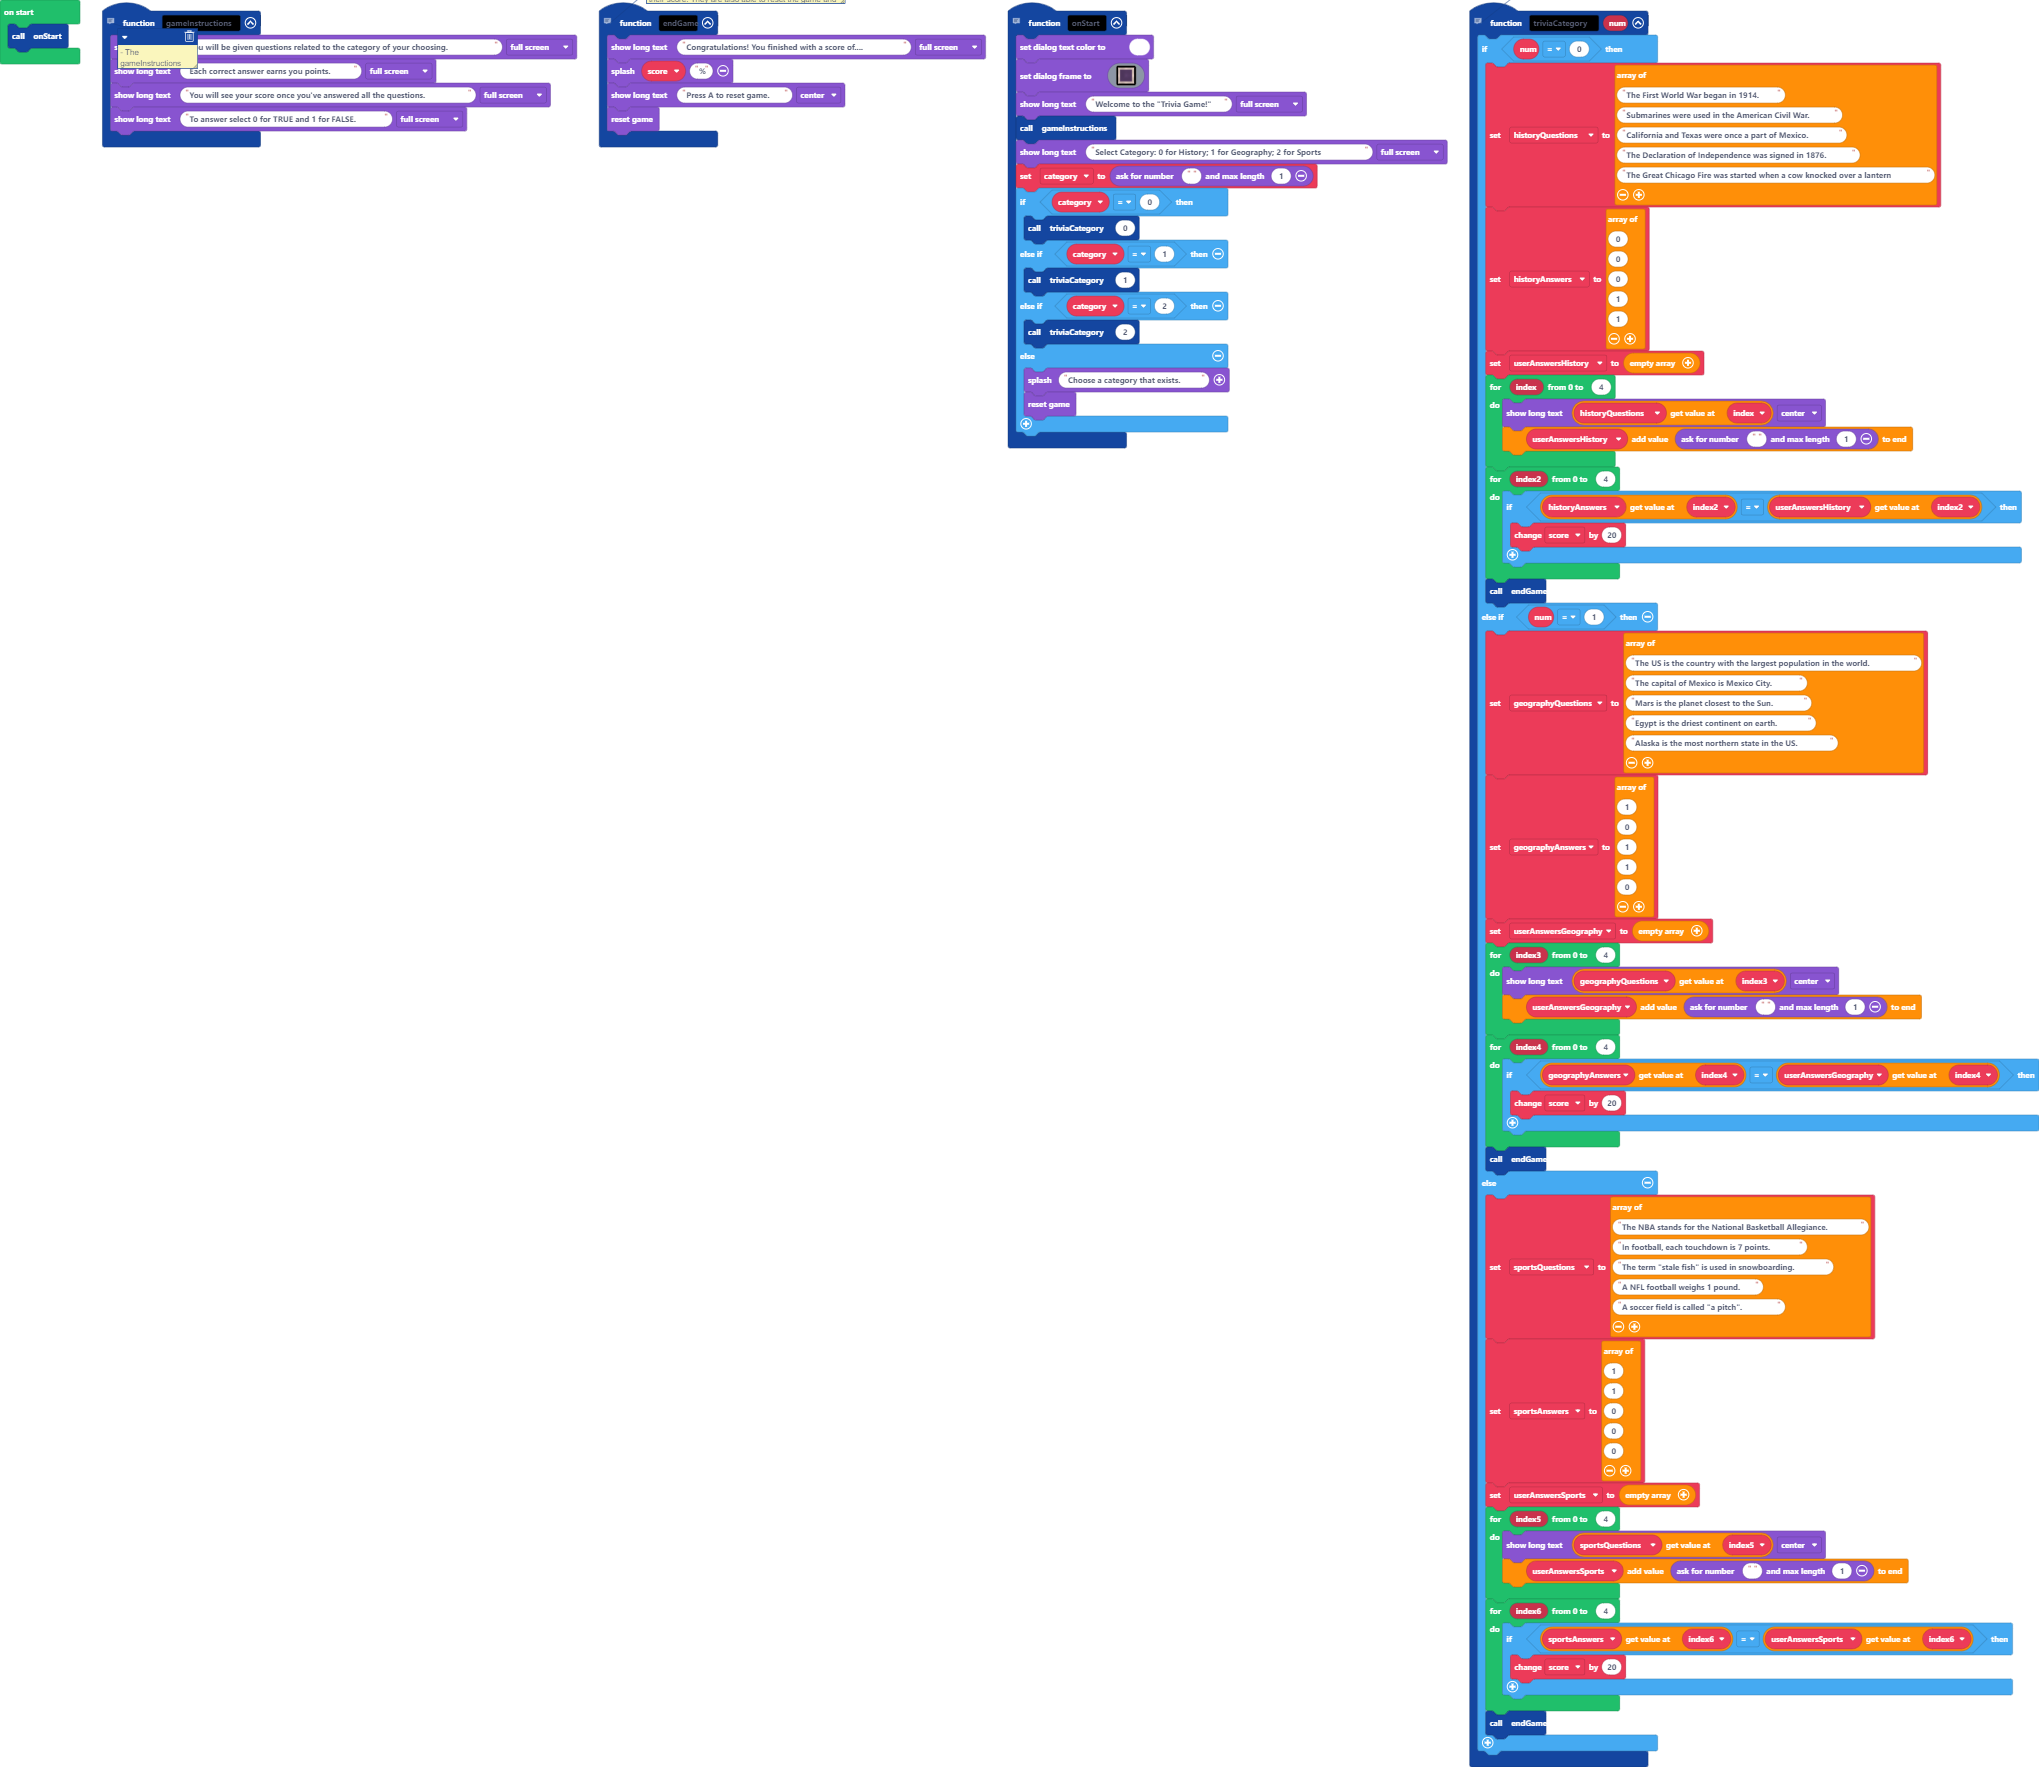 on start
call onStart
function gameInstructions
u will be given questions related to the category of your choosing. " full screen
- The
gameInstructions
show long text "Each correct answer earns you points. " full screen
show long text "You will see your score once you've answered all the questions. " full screen
show long text "To answer select 0 for TRUE and 1 for FALSE. " full screen
function endGame
show long text "Congratulations! You finished with a score of.... " full screen
splash score "%"
show long text "Press A to reset game. " center
reset game
function onStart
set dialog text color to
set dialog frame to
show long text "Welcome to the "Trivia Game!" " full screen
call gameInstructions
show long text "Select Category: 0 for History; 1 for Geography; 2 for Sports " full screen
set category to ask for number " " and max length 1
if category = 0 then
call triviaCategory 0
else if category = 1 then
call triviaCategory 1
else if category = 2 then
call triviaCategory 2
else
splash "Choose a category that exists. "
reset game
function triviaCategory num
if num = 0 then
set historyQuestions to array of
"The First World War began in 1914. "
"Submarines were used in the American Civil War. "
"California and Texas were once a part of Mexico. "
"The Declaration of Independence was signed in 1876. "
"The Great Chicago Fire was started when a cow knocked over a lantern "
set historyAnswers to array of
0
0
0
1
1
set userAnswersHistory to empty array
for index from 0 to 4
do
show long text historyQuestions get value at index center
userAnswersHistory add value ask for number " " and max length 1 to end
for index2 from 0 to 4
do
if historyAnswers get value at index2 = userAnswersHistory get value at index2 then
change score by 20
call endGame
else if num = 1 then
set geographyQuestions to array of
"The US is the country with the largest population in the world. "
"The capital of Mexico is Mexico City. "
"Mars is the planet closest to the Sun. "
"Egypt is the driest continent on earth. "
"Alaska is the most northern state in the US. "
set geographyAnswers to array of
1
0
1
1
0
set userAnswersGeography to empty array
for index3 from 0 to 4
do
show long text geographyQuestions get value at index3 center
userAnswersGeography add value ask for number " " and max length 1 to end
for index4 from 0 to 4
do
if geographyAnswers get value at index4 = userAnswersGeography get value at index4 then
change score by 20
call endGame
else
set sportsQuestions to array of
"The NBA stands for the National Basketball Allegiance. "
"In football, each touchdown is 7 points. "
"The term "stale fish" is used in snowboarding. "
"A NFL football weighs 1 pound. "
"A soccer field is called "a pitch". "
set sportsAnswers to array of
1
1
0
0
0
set userAnswersSports to empty array
for index5 from 0 to 4
do
show long text sportsQuestions get value at index5 center
userAnswersSports add value ask for number " " and max length 1 to end
for index6 from 0 to 4
do
if sportsAnswers get value at index6 = userAnswersSports get value at index6 then
change score by 20
call endGame